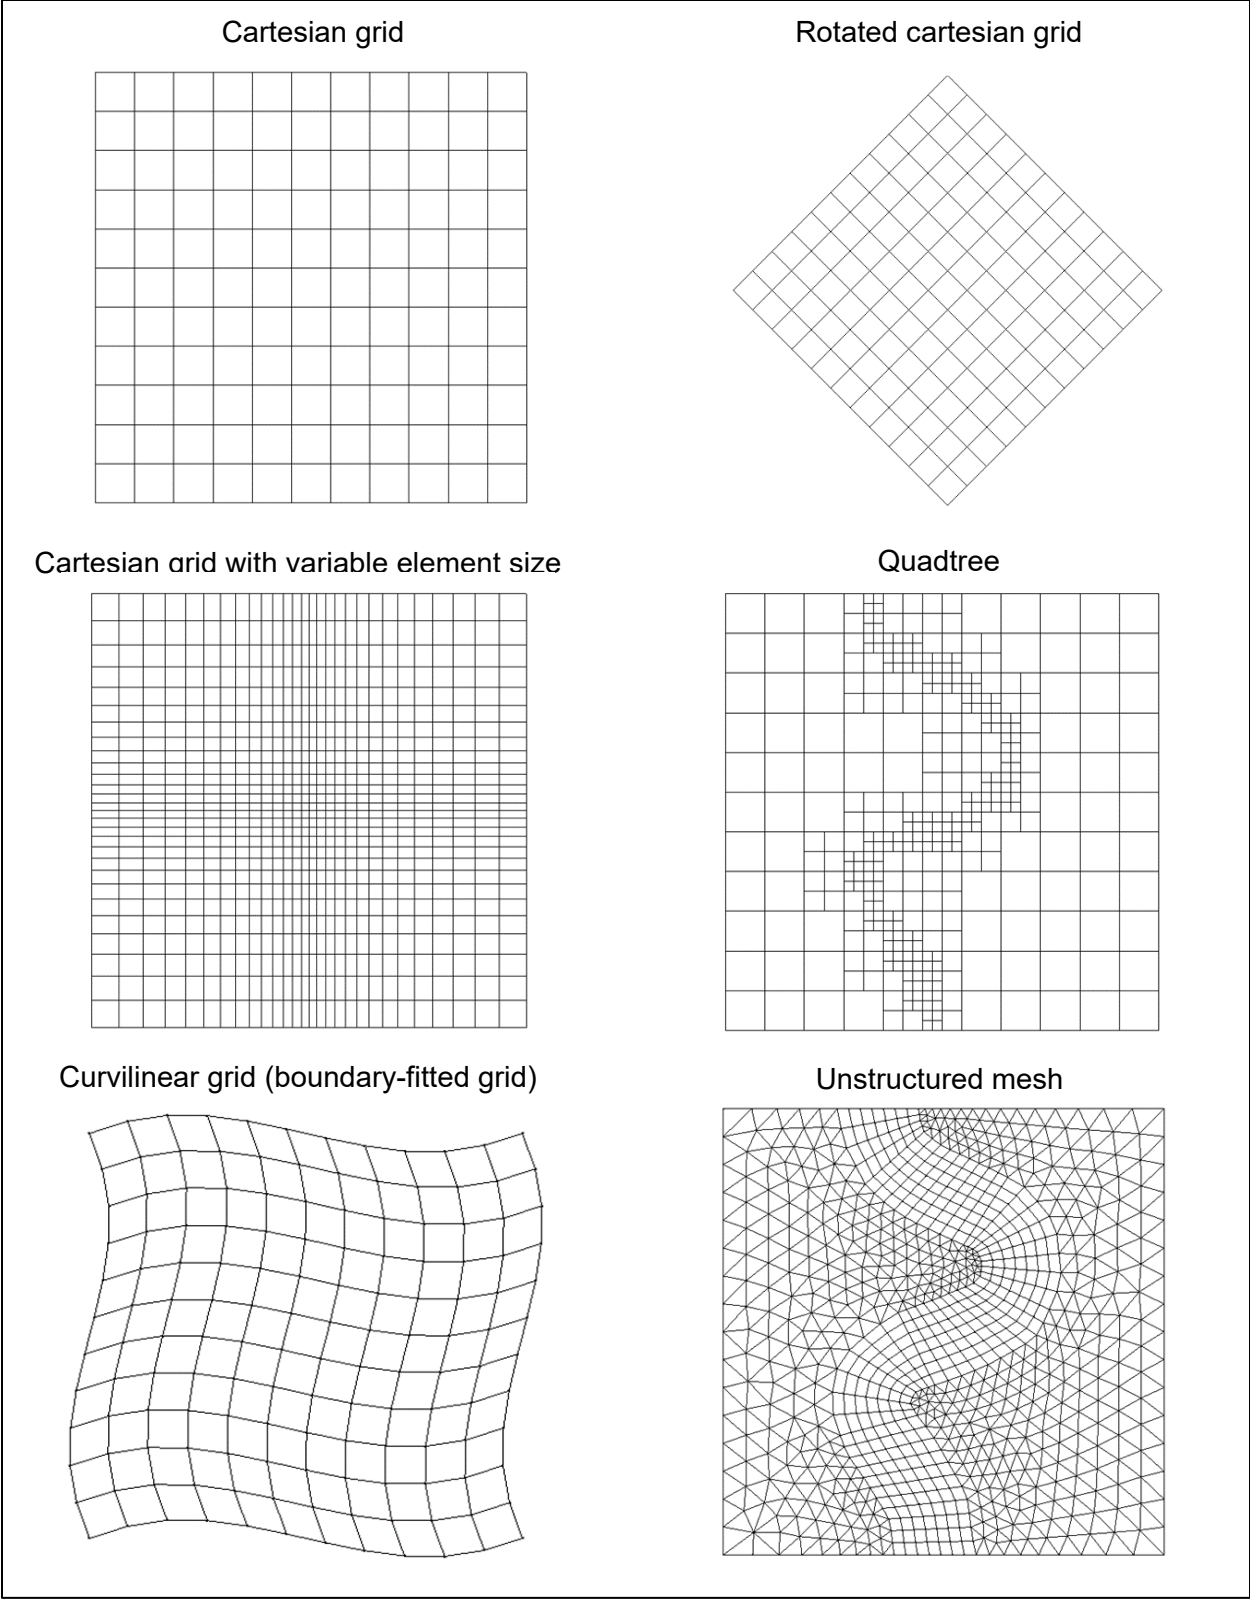 Cartesian grid
Rotated cartesian grid
Cartesian grid with variable element size
Quadtree
Curvilinear grid (boundary-fitted grid)
Unstructured mesh